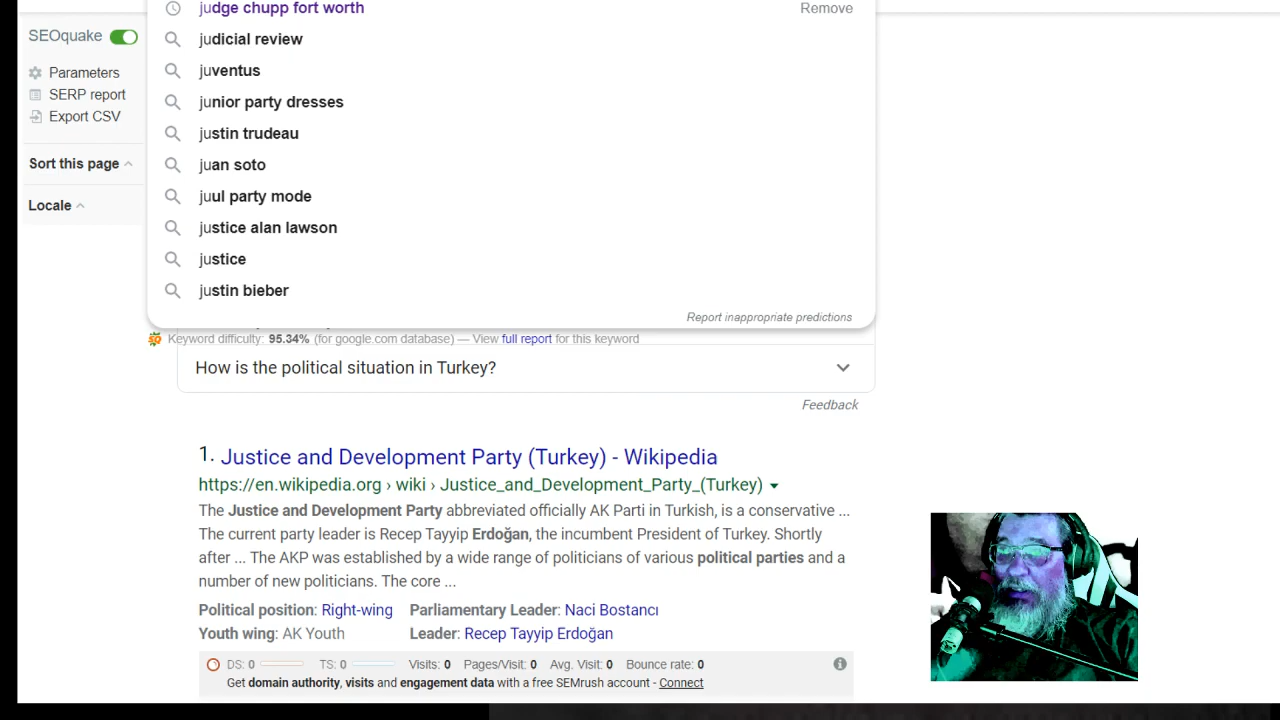 judge chupp fort worth Remove
SEOquake
judicial review
Parameters
juventus
SERP report
junior party dresses
Export CSV
justin trudeau
Sort this page
juan soto
juul party mode
Locale
justice alan lawson
justice
justin bieber
Report inappropriate predictions
Keyword difficulty: 95.34% (for google.com database) — View full report for this keyword
How is the political situation in Turkey?
Feedback
1. Justice and Development Party (Turkey) - Wikipedia
https://en.wikipedia.org › wiki › Justice_and_Development_Party_(Turkey)
The Justice and Development Party abbreviated officially AK Parti in Turkish, is a conservative ...
The current party leader is Recep Tayyip Erdoğan, the incumbent President of Turkey. Shortly
after ... The AKP was established by a wide range of politicians of various political parties and a
number of new politicians. The core ...
Political position: Right-wing Parliamentary Leader: Naci Bostancı
Youth wing: AK Youth Leader: Recep Tayyip Erdoğan
DS: 0 TS: 0 Visits: 0 Pages/Visit: 0 Avg. Visit: 0 Bounce rate: 0
Get domain authority, visits and engagement data with a free SEMrush account - Connect